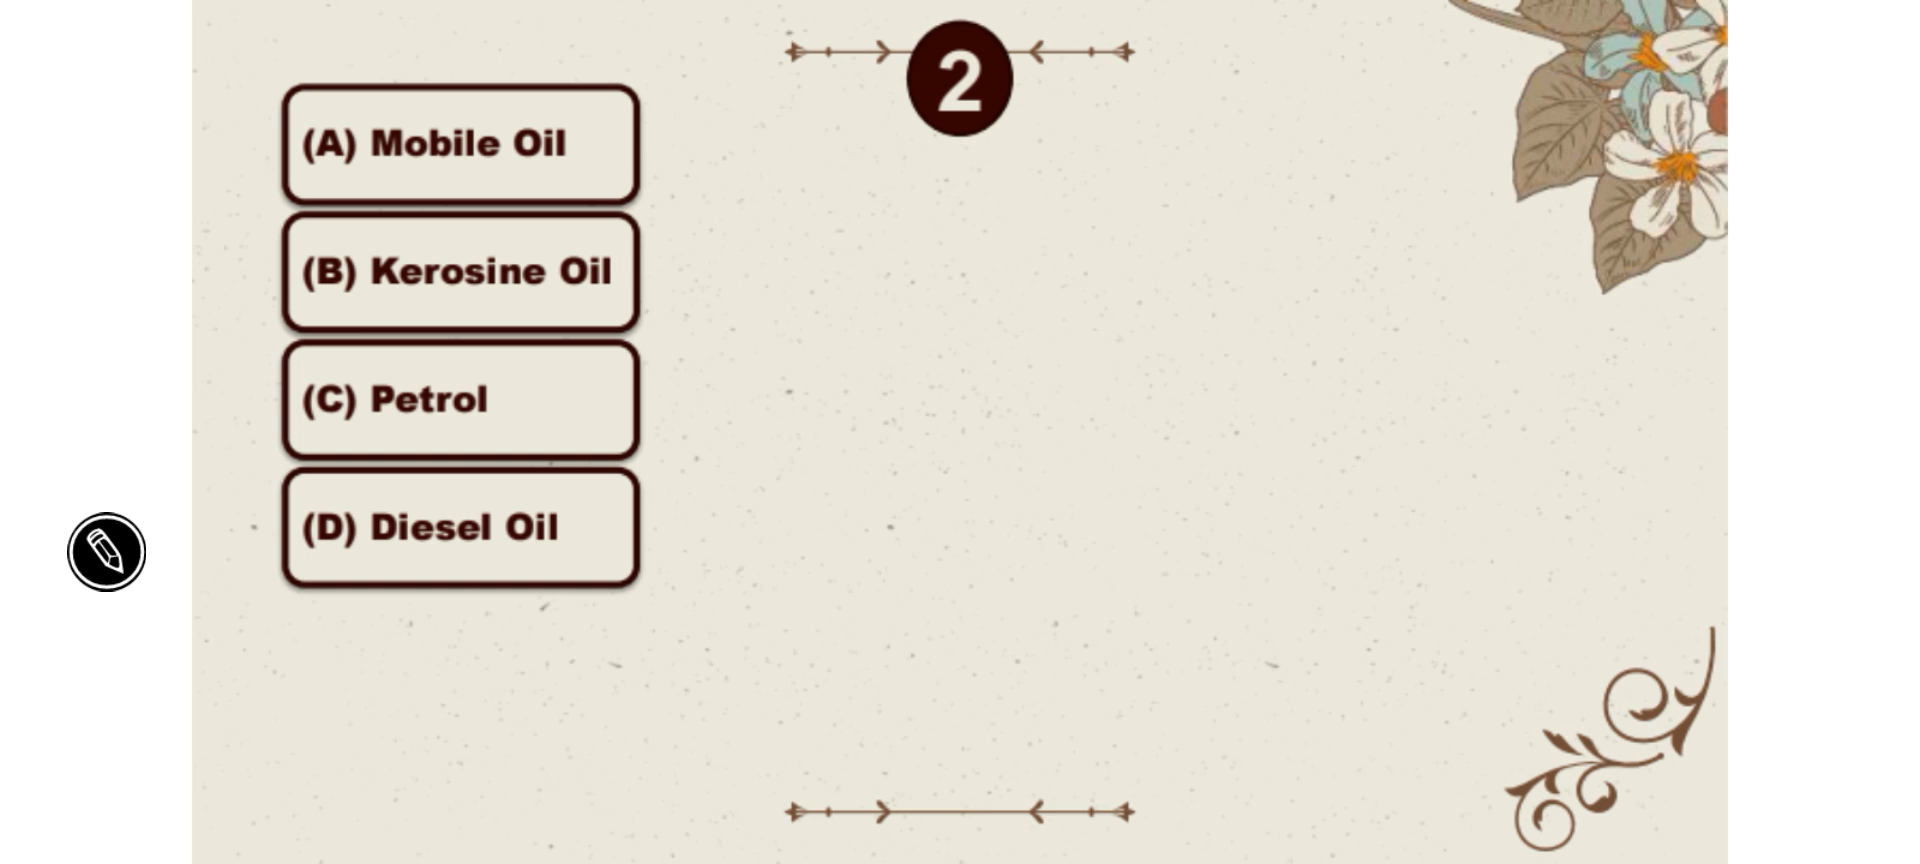 2
(A) Mobile Oil
(B) Kerosine Oil
(C) Petrol
(D) Diesel Oil